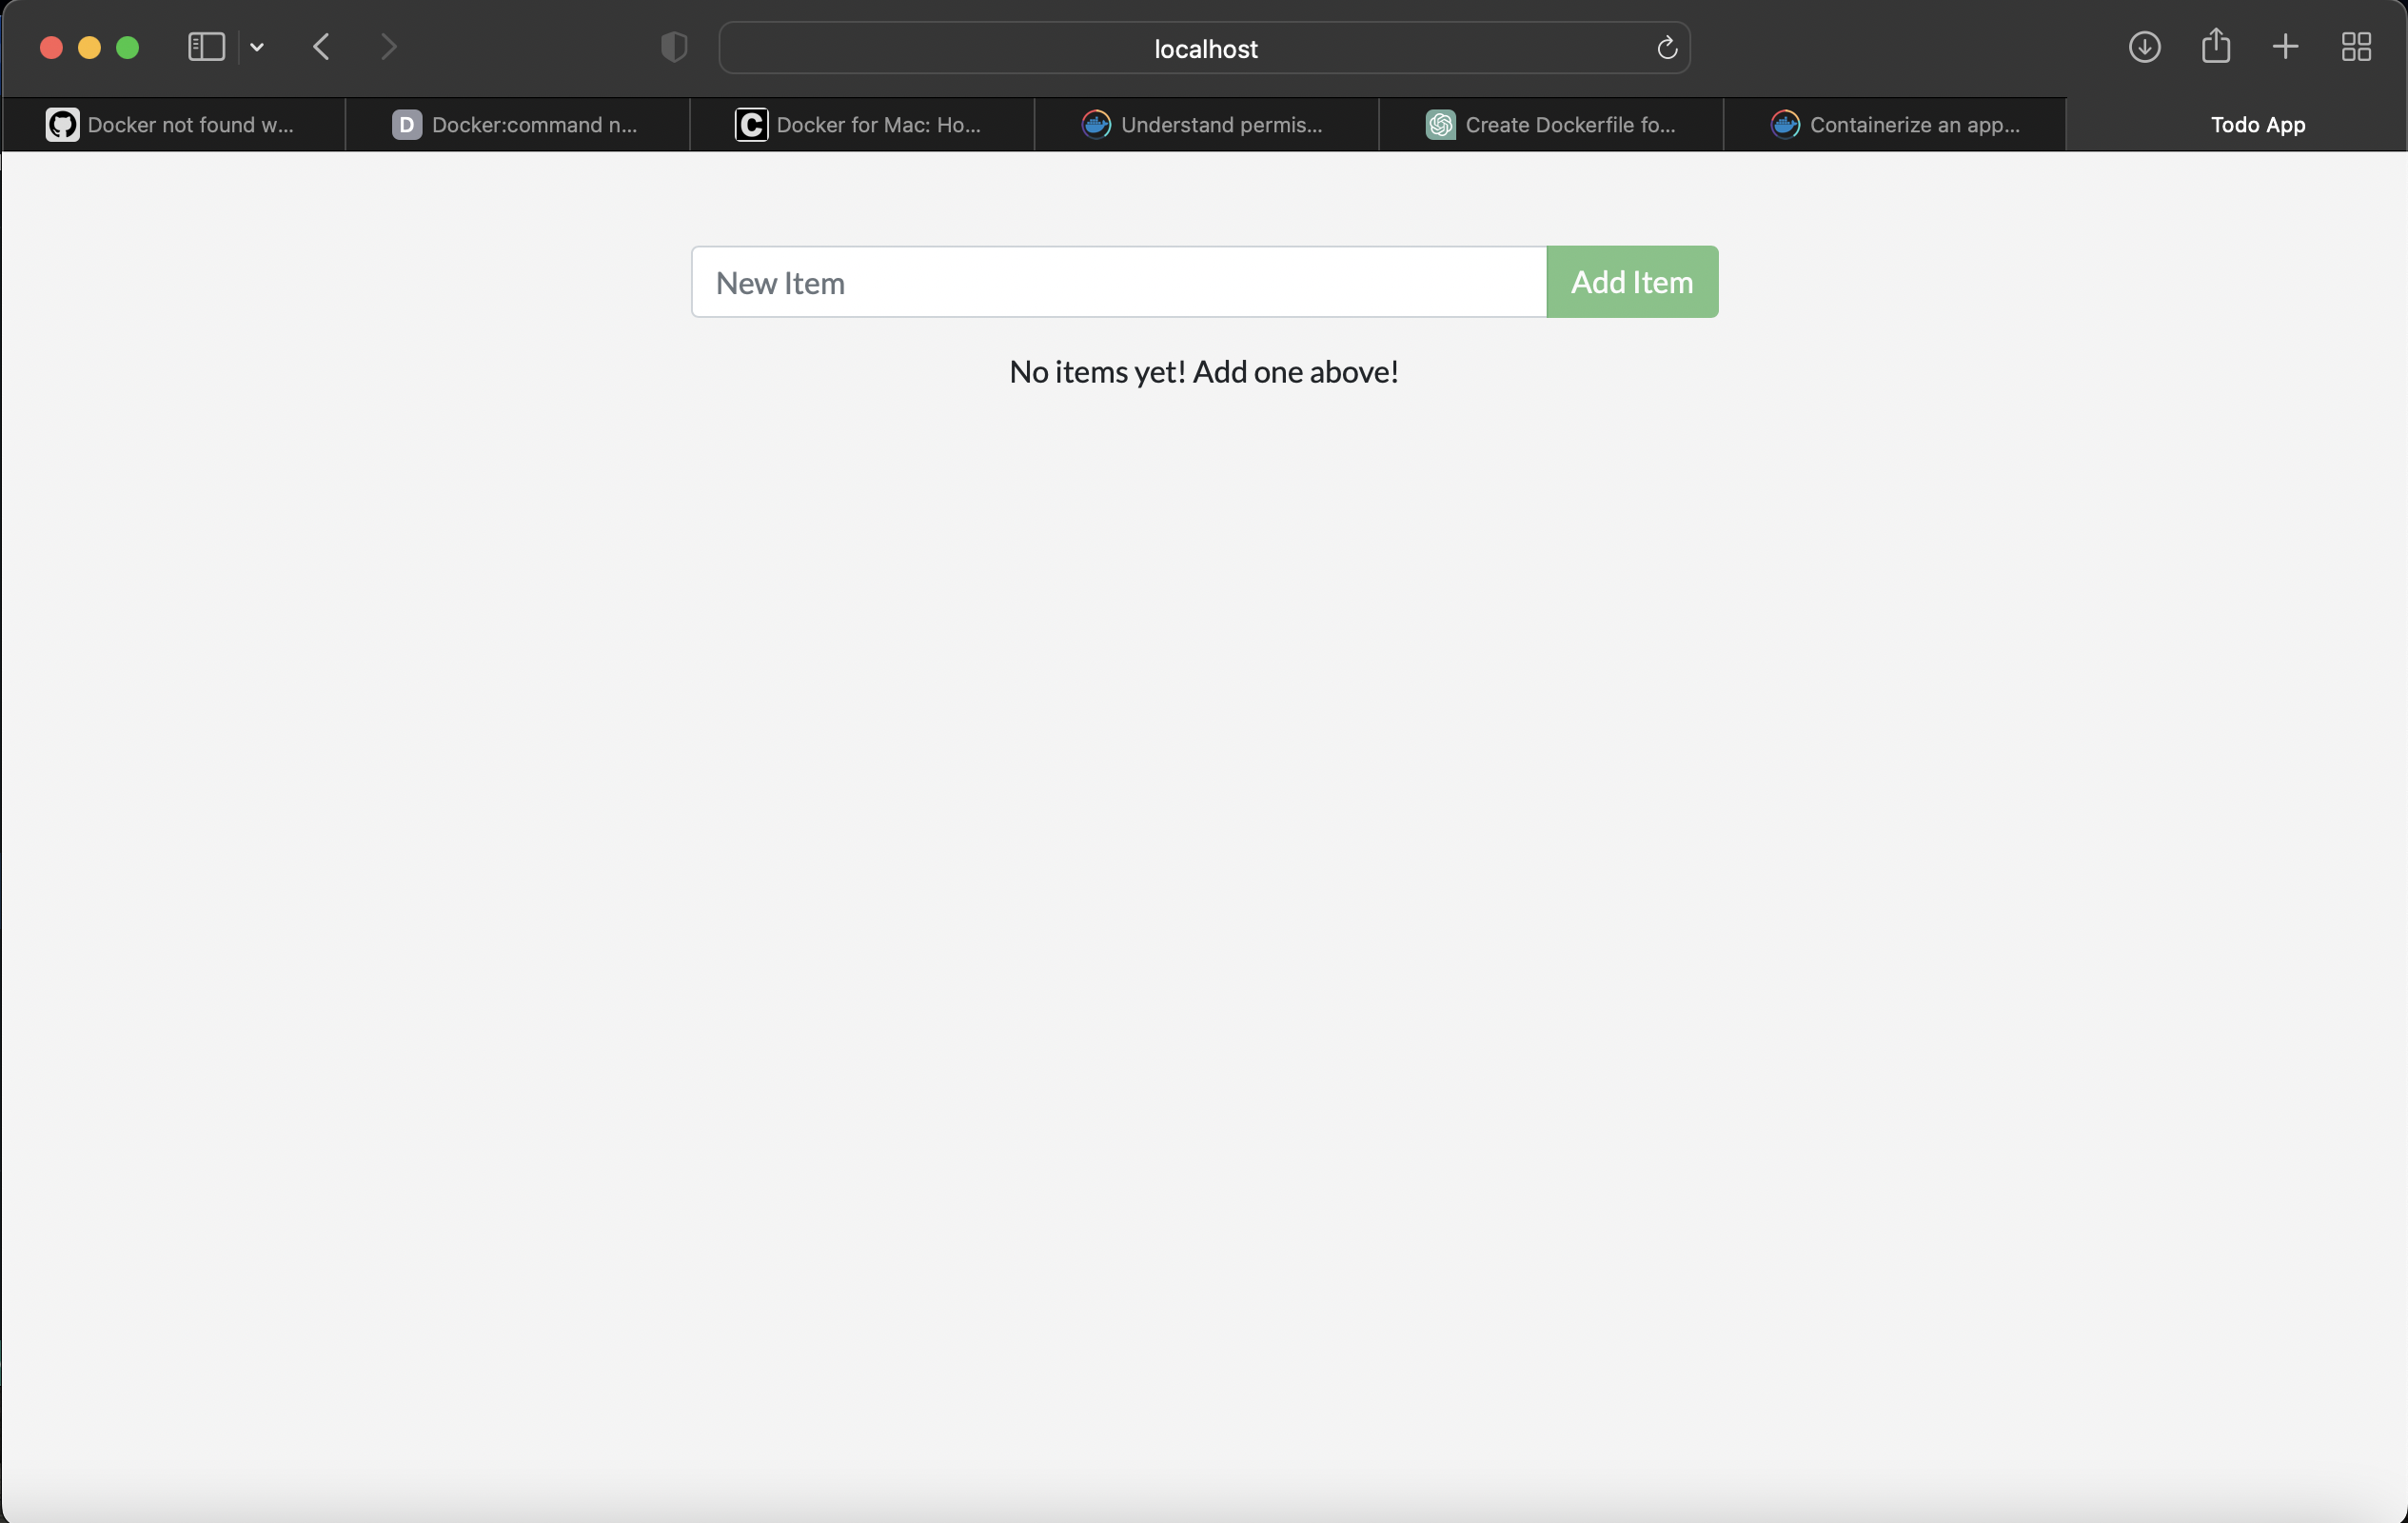 localhost
Docker not found w...
D Docker:command n...
C Docker for Mac: Ho...
Understand permis...
Create Dockerfile fo...
Containerize an app...
Todo App
New Item
Add Item
No items yet! Add one above!